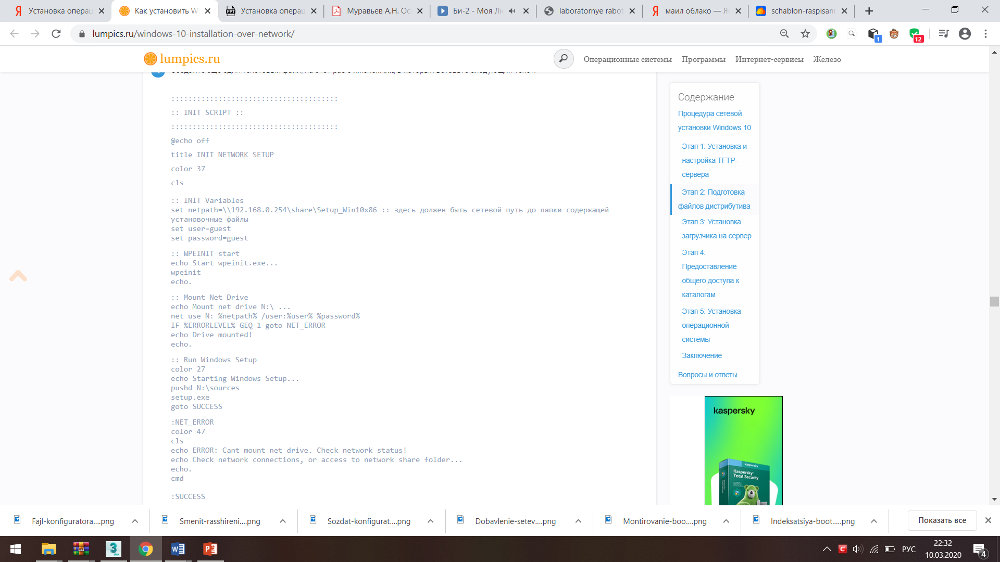 Установка операц
Как установить W
Установка операц
Муравьев А.Н. Ос
Би-2 - Моя Лю
laboratornye rabot
маил облако — Ян
schablon-raspisani
lumpics.ru/windows-10-installation-over-network/
1
12
lumpics.ru
Операционные системы
Программы
Интернет-сервисы
Железо
:::::::::::::::::::::::::::::::::::::::
:: INIT SCRIPT ::
:::::::::::::::::::::::::::::::::::::::
@echo off
title INIT NETWORK SETUP
color 37
cls
:: INIT Variables
set netpath=\\192.168.0.254\share\Setup_Win10x86 :: здесь должен быть сетевой путь до папки содержащей
установочные файлы
set user=guest
set password=guest
:: WPEINIT start
echo Start wpeinit.exe...
wpeinit
echo.
:: Mount Net Drive
echo Mount net drive N:\ ...
net use N: %netpath% /user:%user% %password%
IF %ERRORLEVEL% GEQ 1 goto NET_ERROR
echo Drive mounted!
echo.
:: Run Windows Setup
color 27
echo Starting Windows Setup...
pushd N:\sources
setup.exe
goto SUCCESS
:NET_ERROR
color 47
cls
echo ERROR: Cant mount net drive. Check network status!
echo Check network connections, or access to network share folder...
echo.
cmd
:SUCCESS
Содержание
Процедура сетевой
установки Windows 10
Этап 1: Установка и
настройка TFTP-
сервера
Этап 2: Подготовка
файлов дистрибутива
Этап 3: Установка
загрузчика на сервер
Этап 4:
Предоставление
общего доступа к
каталогам
Этап 5: Установка
операционной
системы
Заключение
Вопросы и ответы
kaspersky
kaspersky
Kaspersky
Total Security
Fajl-konfiguratora....png
Smenit-rasshireni....png
Sozdat-konfigurat....png
Dobavlenie-setev....png
Montirovanie-boo....png
Indeksatsiya-boot.....png
Показать все
РУС
22:32
10.03.2020
4